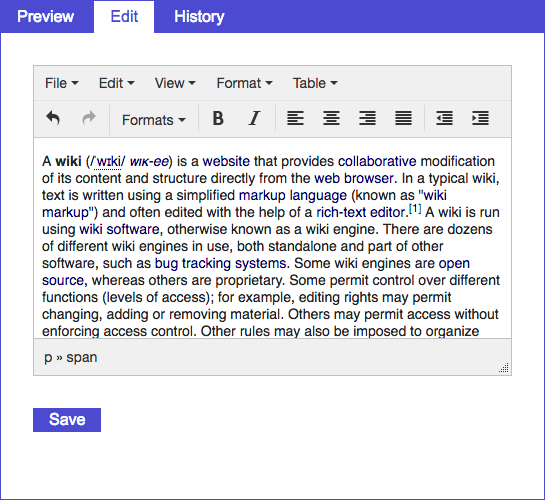 Preview Edit History
File Edit View Format Table
Formats B I
A wiki (/ˈwɪki/ WIK-ee) is a website that provides collaborative modification
of its content and structure directly from the web browser. In a typical wiki,
text is written using a simplified markup language (known as "wiki
markup") and often edited with the help of a rich-text editor.[1] A wiki is run
using wiki software, otherwise known as a wiki engine. There are dozens
of different wiki engines in use, both standalone and part of other
software, such as bug tracking systems. Some wiki engines are open
source, whereas others are proprietary. Some permit control over different
functions (levels of access); for example, editing rights may permit
changing, adding or removing material. Others may permit access without
enforcing access control. Other rules may also be imposed to organize
p » span
Save